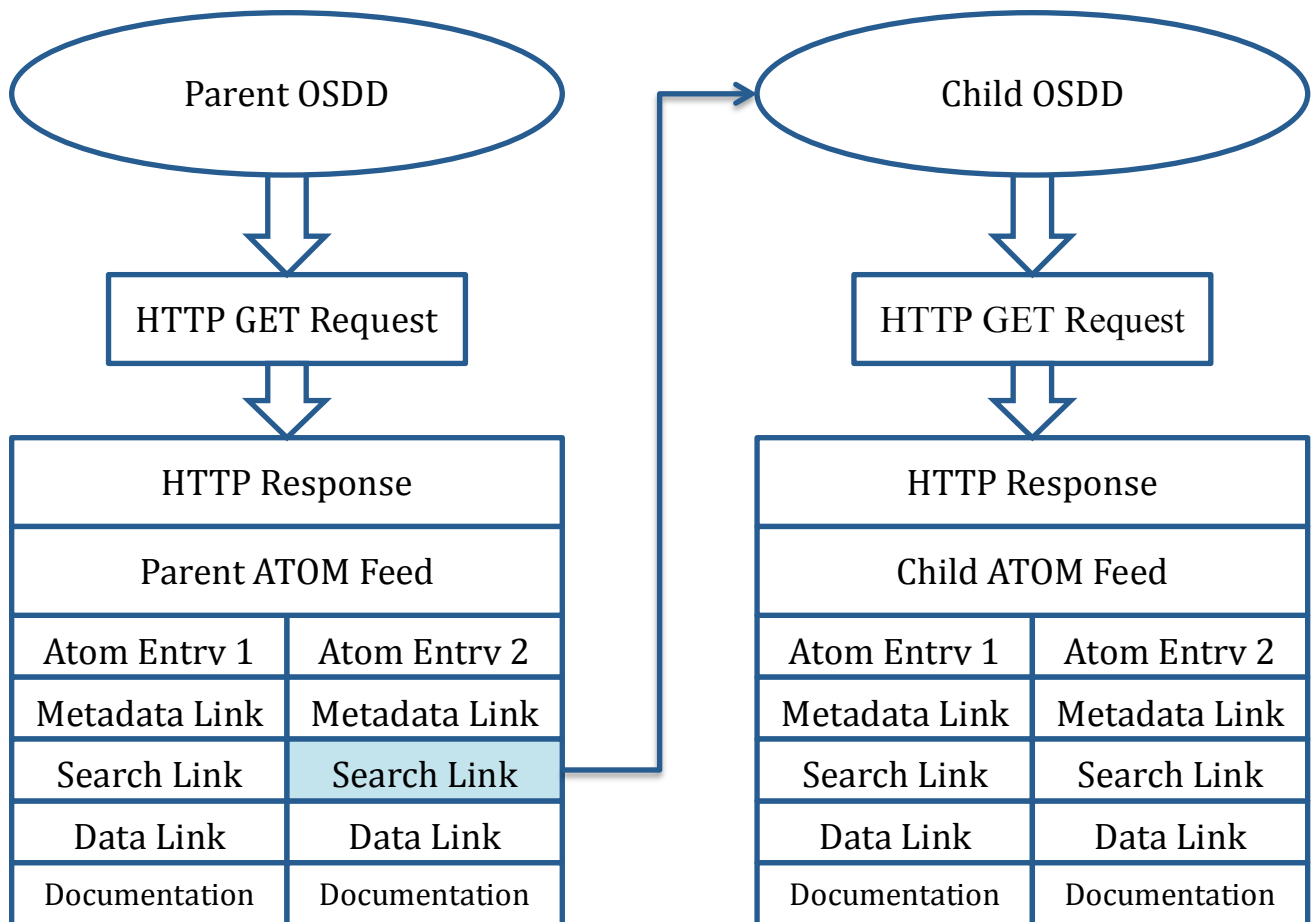 Parent OSDD
HTTP GET Request
HTTP Response
Parent ATOM Feed
Atom Entry 1
Atom Entry 2
Metadata Link
Metadata Link
Search Link
Search Link
Data Link
Data Link
Documentation
Documentation
Child OSDD
HTTP GET Request
HTTP Response
Child ATOM Feed
Atom Entry 1
Atom Entry 2
Metadata Link
Metadata Link
Search Link
Search Link
Data Link
Data Link
Documentation
Documentation